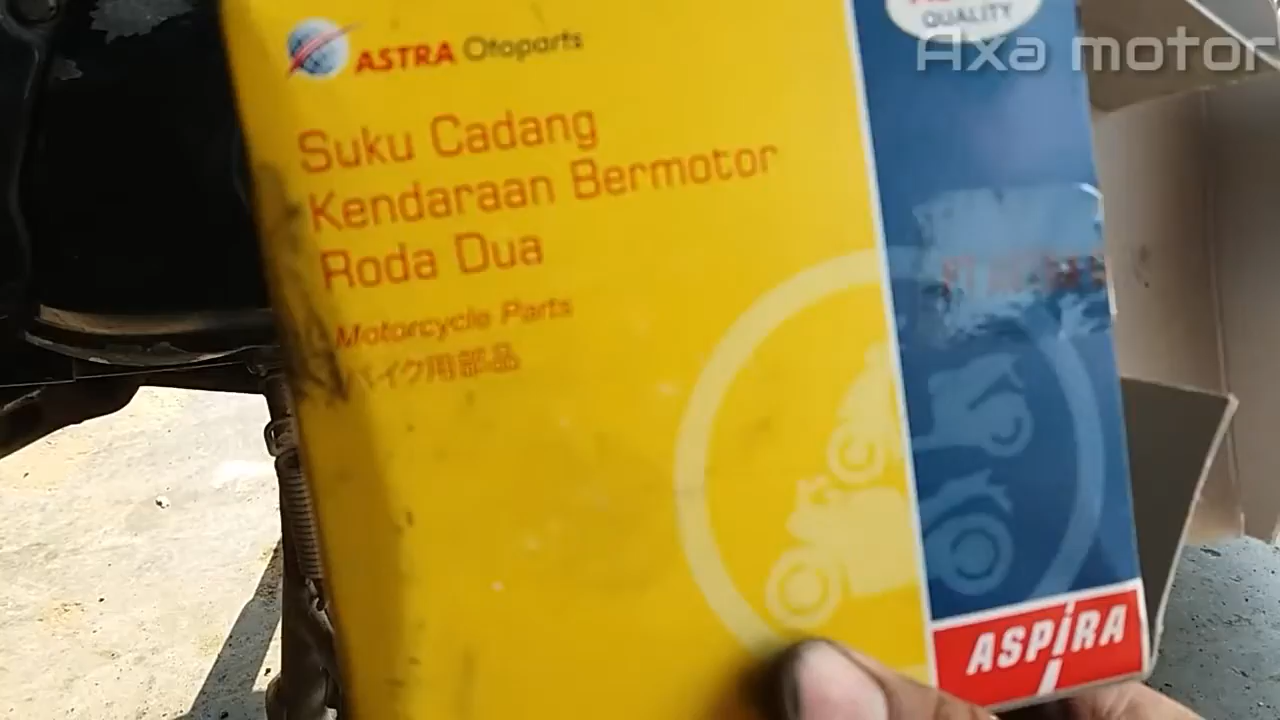 QUALITY
Axa motor
ASTRA Otoparts
Suku Cadang
Kendaraan Bermotor
Roda Dua
Motorcycle Parts
バイク用部品
ASPIRA